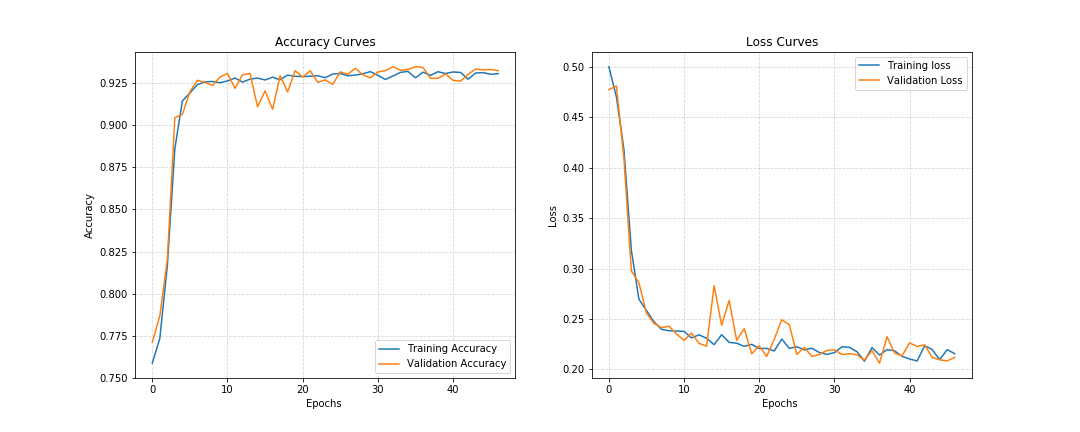 Accuracy Curves
Accuracy
0.925
0.900
0.875
0.850
0.825
0.800
0.775
0.750
0
10
20
30
40
Epochs
Training Accuracy
Validation Accuracy
Loss Curves
Loss
0.50
0.45
0.40
0.35
0.30
0.25
0.20
0
10
20
30
40
Epochs
Training loss
Validation Loss